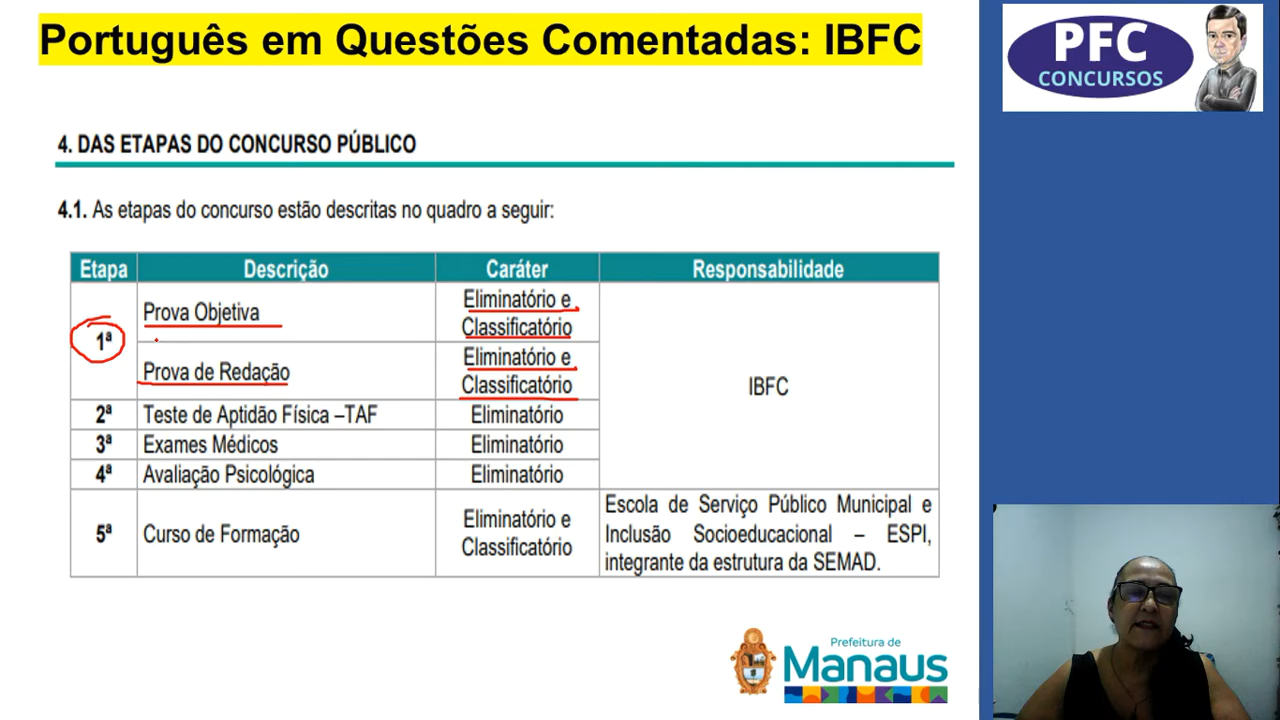 Português em Questões Comentadas: IBFC
PFC
CONCURSOS
4. DAS ETAPAS DO CONCURSO PÚBLICO
4.1. As etapas do concurso estão descritas no quadro a seguir:
Etapa Descrição Caráter Responsabilidade
1ª Prova Objetiva Eliminatório e
Classificatório
Prova de Redação Eliminatório e
Classificatório
IBFC
2ª Teste de Aptidão Física –TAF Eliminatório
3ª Exames Médicos Eliminatório
4ª Avaliação Psicológica Eliminatório
5ª Curso de Formação Eliminatório e
Classificatório
Escola de Serviço Público Municipal e
Inclusão Socioeducacional – ESPI,
integrante da estrutura da SEMAD.
Prefeitura de
Manaus